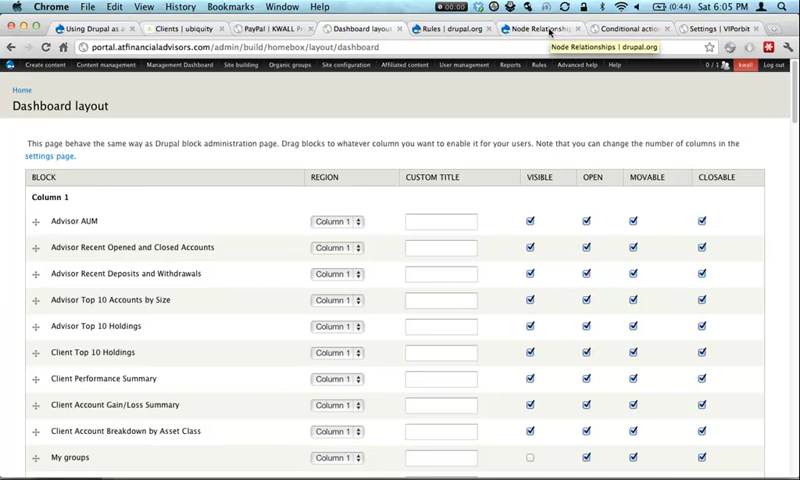 Chrome File Edit View History Bookmarks Window Help 00:00 (0:44) Sat 6:05 PM
Using Drupal as a Clients | ubiquity PayPal | KWALL Pr Dashboard layout Rules | drupal.org Node Relationship Conditional action Settings | VIPorbit
portal.atfinancialadvisors.com/admin/build/homebox/layout/dashboard
Node Relationships | drupal.org
Create content Content management Management Dashboard Site building Organic groups Site configuration Affiliated content User management Reports Rules Advanced help Help 0 / 1 kwall Log out
Home
Dashboard layout
This page behave the same way as Drupal block administration page. Drag blocks to whatever column you want to enable it for your users. Note that you can change the number of columns in the
settings page.
BLOCK REGION CUSTOM TITLE VISIBLE OPEN MOVABLE CLOSABLE
Column 1
Advisor AUM Column 1
Advisor Recent Opened and Closed Accounts Column 1
Advisor Recent Deposits and Withdrawals Column 1
Advisor Top 10 Accounts by Size Column 1
Advisor Top 10 Holdings Column 1
Client Top 10 Holdings Column 1
Client Performance Summary Column 1
Client Account Gain/Loss Summary Column 1
Client Account Breakdown by Asset Class Column 1
My groups Column 1